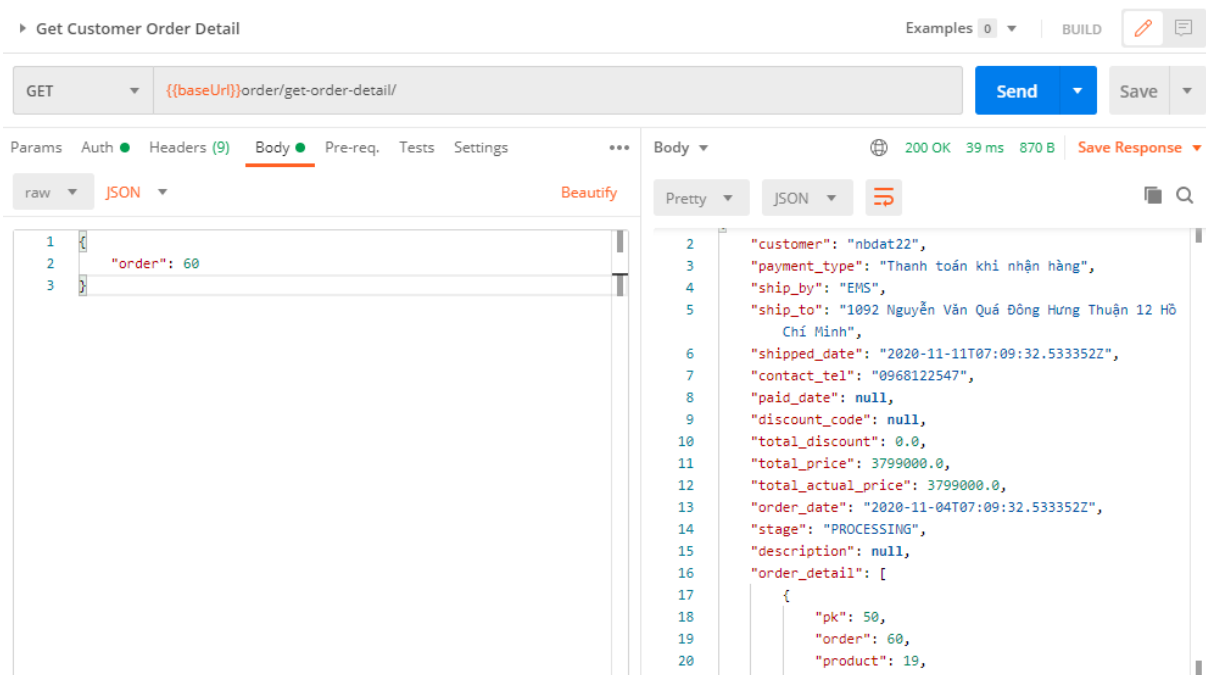 Get Customer Order Detail
Examples 0
BUILD
GET
{{baseUrl}}order/get-order-detail/
Send
Save
Params Auth Headers (9) Body Pre-req. Tests Settings •••
Body
200 OK 39 ms 870 B Save Response
raw JSON Beautify
Pretty JSON
1 {
2 "order": 60
3 }
2 "customer": "nbdat22",
3 "payment_type": "Thanh toán khi nhận hàng",
4 "ship_by": "EMS",
5 "ship_to": "1092 Nguyễn Văn Quá Đông Hưng Thuận 12 Hồ
Chí Minh",
6 "shipped_date": "2020-11-11T07:09:32.533352Z",
7 "contact_tel": "0968122547",
8 "paid_date": null,
9 "discount_code": null,
10 "total_discount": 0.0,
11 "total_price": 3799000.0,
12 "total_actual_price": 3799000.0,
13 "order_date": "2020-11-04T07:09:32.533352Z",
14 "stage": "PROCESSING",
15 "description": null,
16 "order_detail": [
17 {
18 "pk": 50,
19 "order": 60,
20 "product": 19,